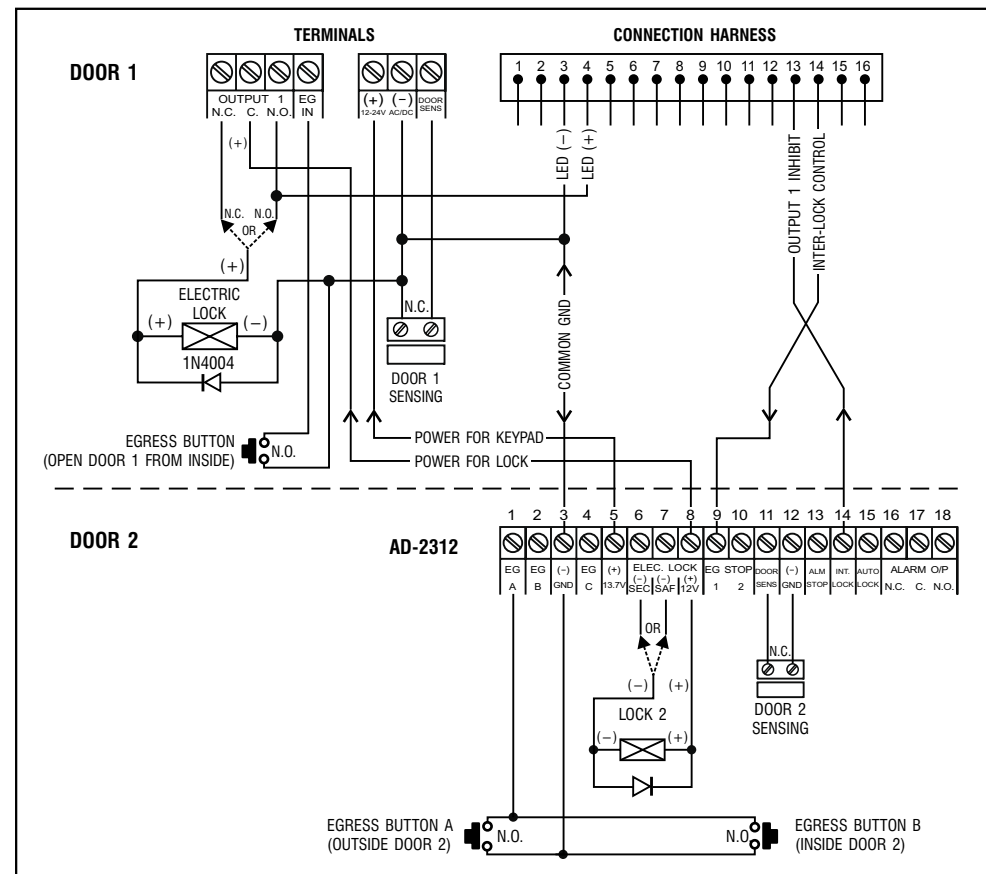 TERMINALS
CONNECTION HARNESS
DOOR 1
1 2 3 4 5 6 7 8 9 10 11 12 13 14 15 16
OUTPUT 1
N.C. C. N.O.
EG
IN
(+)
12-24V
(−)
AC/DC
DOOR
SENS
(+)
LED (−)
LED (+)
OUTPUT 1 INHIBIT
INTER-LOCK CONTROL
N.C. N.O.
OR
(+)
ELECTRIC
LOCK
(+) (−)
1N4004
N.C.
DOOR 1
SENSING
COMMON GND
EGRESS BUTTON
(OPEN DOOR 1 FROM INSIDE)
N.O.
POWER FOR KEYPAD
POWER FOR LOCK
DOOR 2
AD-2312
1 2 3 4 5 6 7 8 9 10 11 12 13 14 15 16 17 18
EG
A
EG
B
(−)
GND
EG
C
(+)
13.7V
ELEC. LOCK
(−)
SEC
(−)
SAF
(+)
12V
EG STOP
1 2
DOOR
SENS
(−)
GND
ALM
STOP
INT.
LOCK
AUTO
LOCK
ALARM O/P
N.C. C. N.O.
OR
(−) (+)
LOCK 2
(−) (+)
N.C.
DOOR 2
SENSING
EGRESS BUTTON A
(OUTSIDE DOOR 2)
N.O.
N.O
EGRESS BUTTON B
(INSIDE DOOR 2)